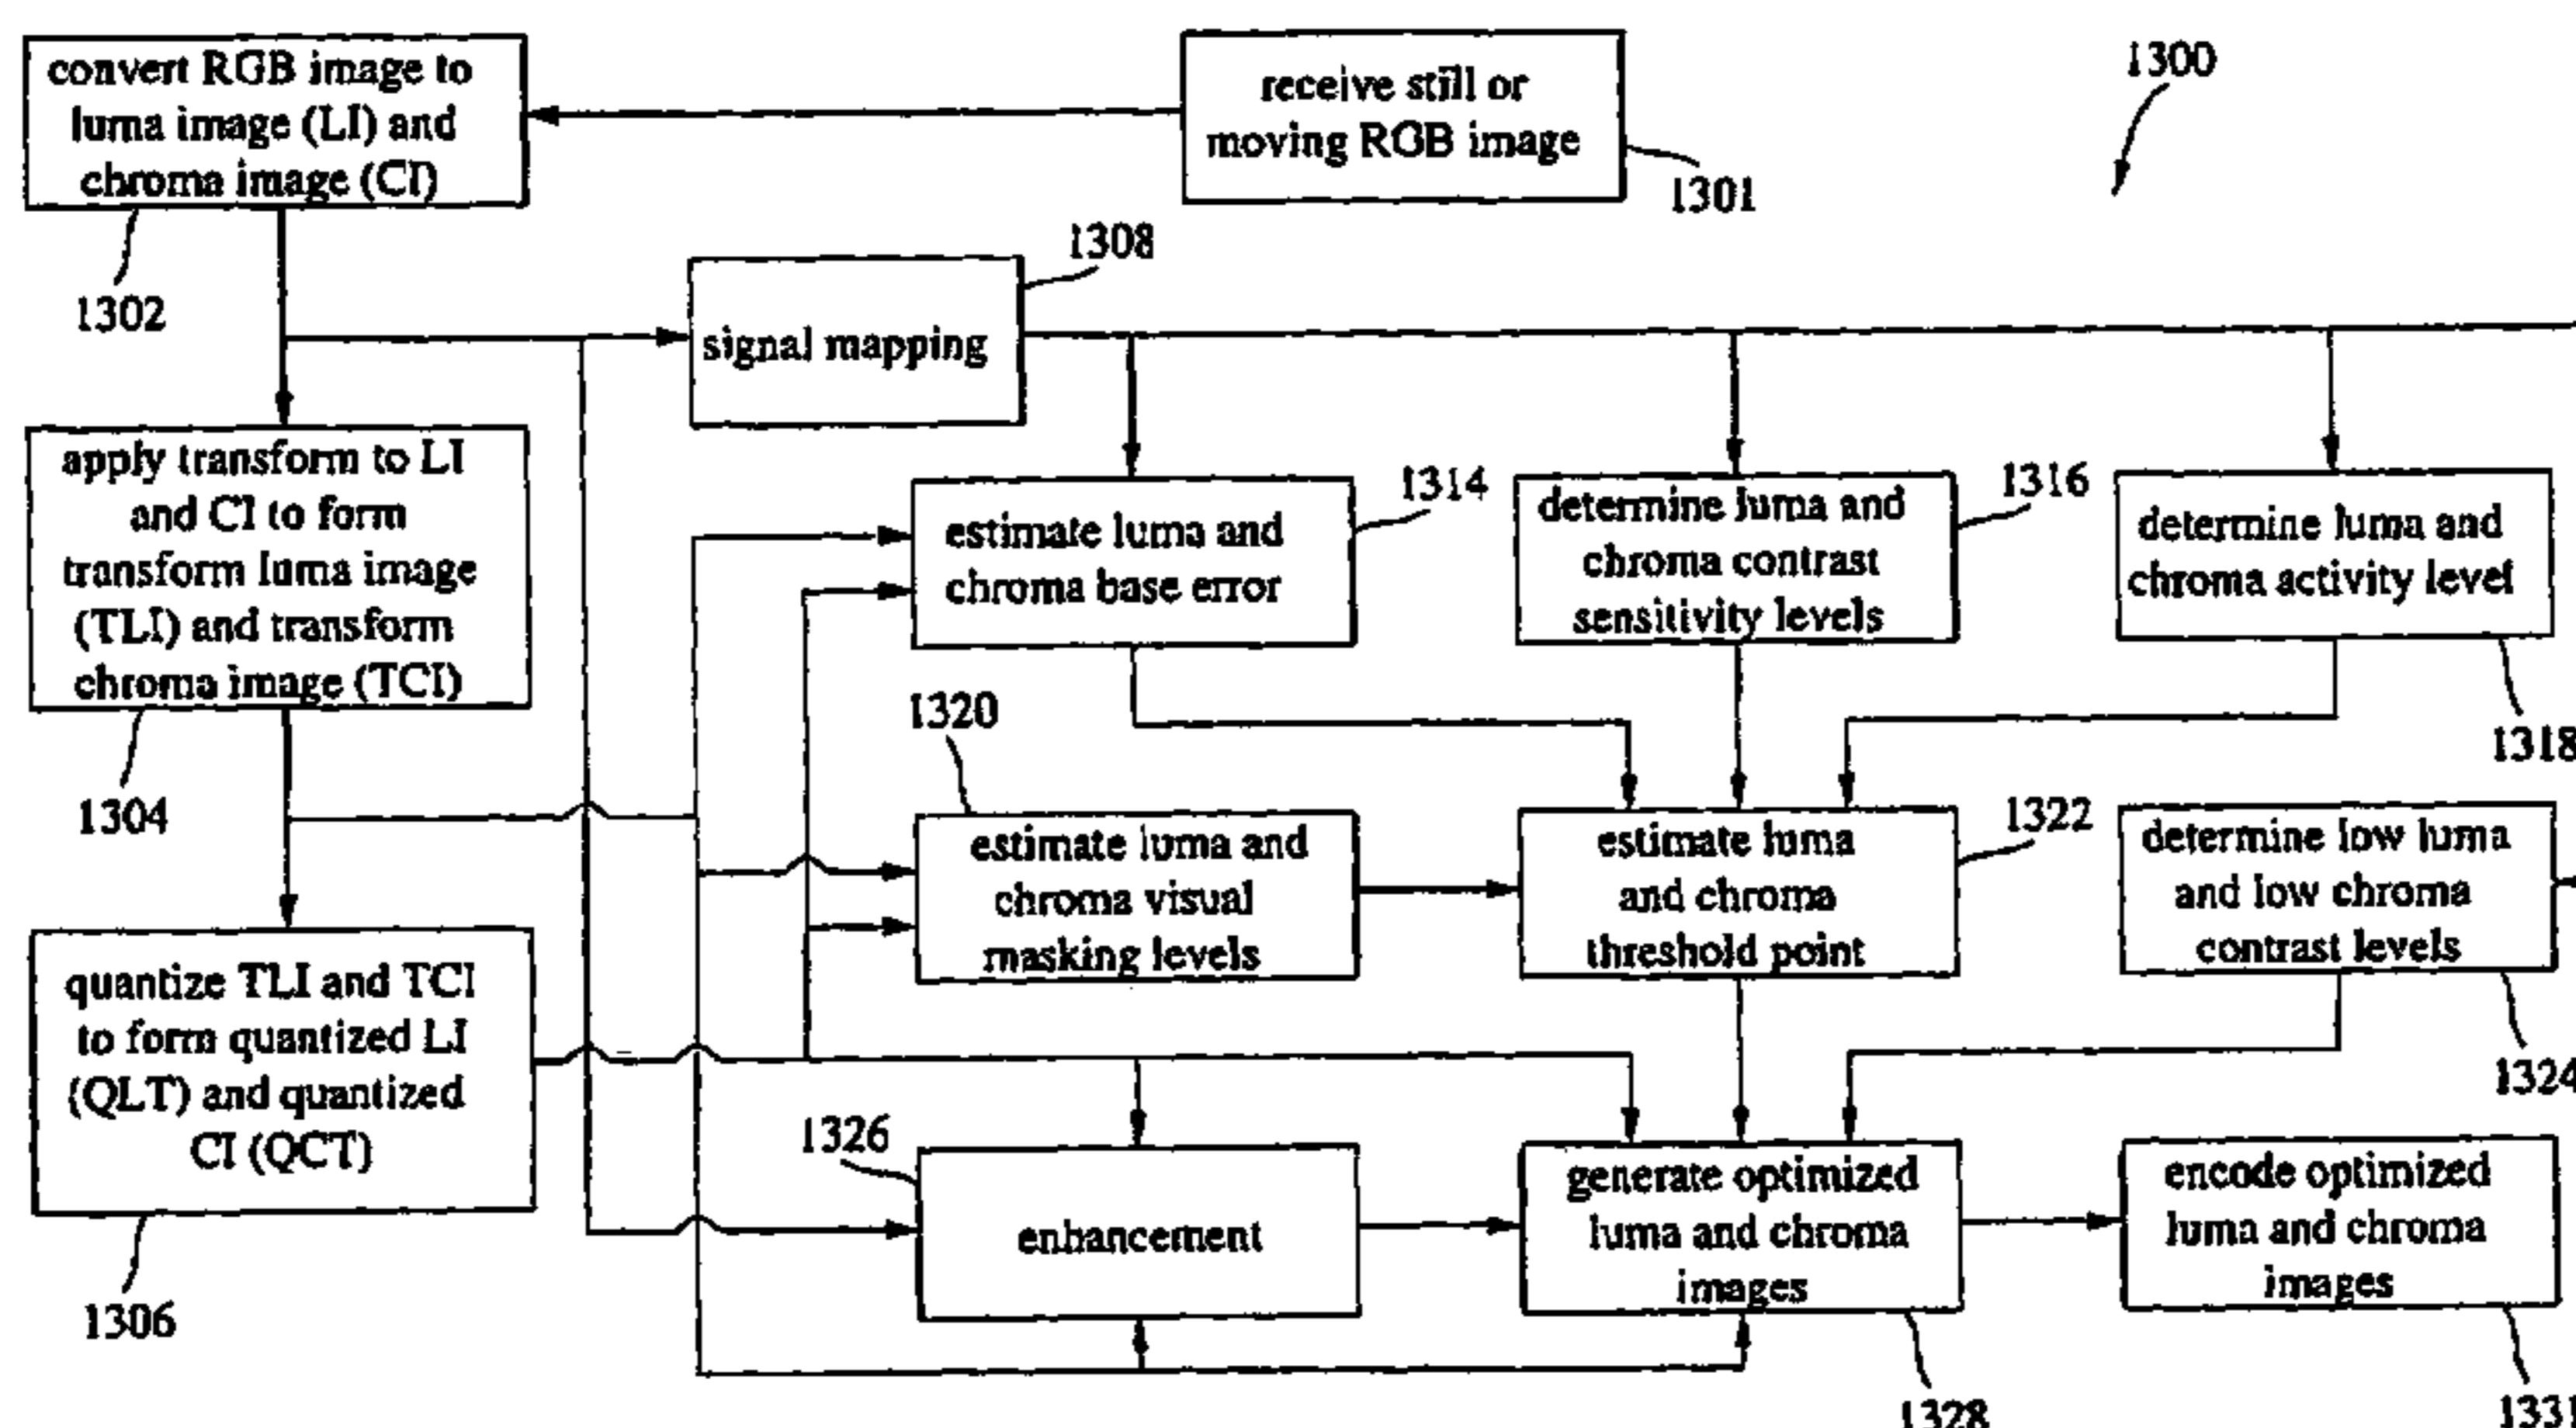 convert RGB image to
luma image (LI) and
chroma image (CI)
1302
receive still or
moving RGB image
1301
1300
signal mapping
1308
apply transform to LI
and CI to form
transform luma image
(TLI) and transform
chroma image (TCI)
1304
estimate luma and
chroma base error
1314
determine luma and
chroma contrast
sensitivity levels
1316
determine luma and
chroma activity level
1318
1320
estimate luma and
chroma visual
masking levels
estimate luma
and chroma
threshold point
1322
determine low luma
and low chroma
contrast levels
1324
quantize TLI and TCI
to form quantized LI
(QLT) and quantized
CI (QCT)
1306
1326
enhancement
generate optimized
luma and chroma
images
1328
encode optimized
luma and chroma
images